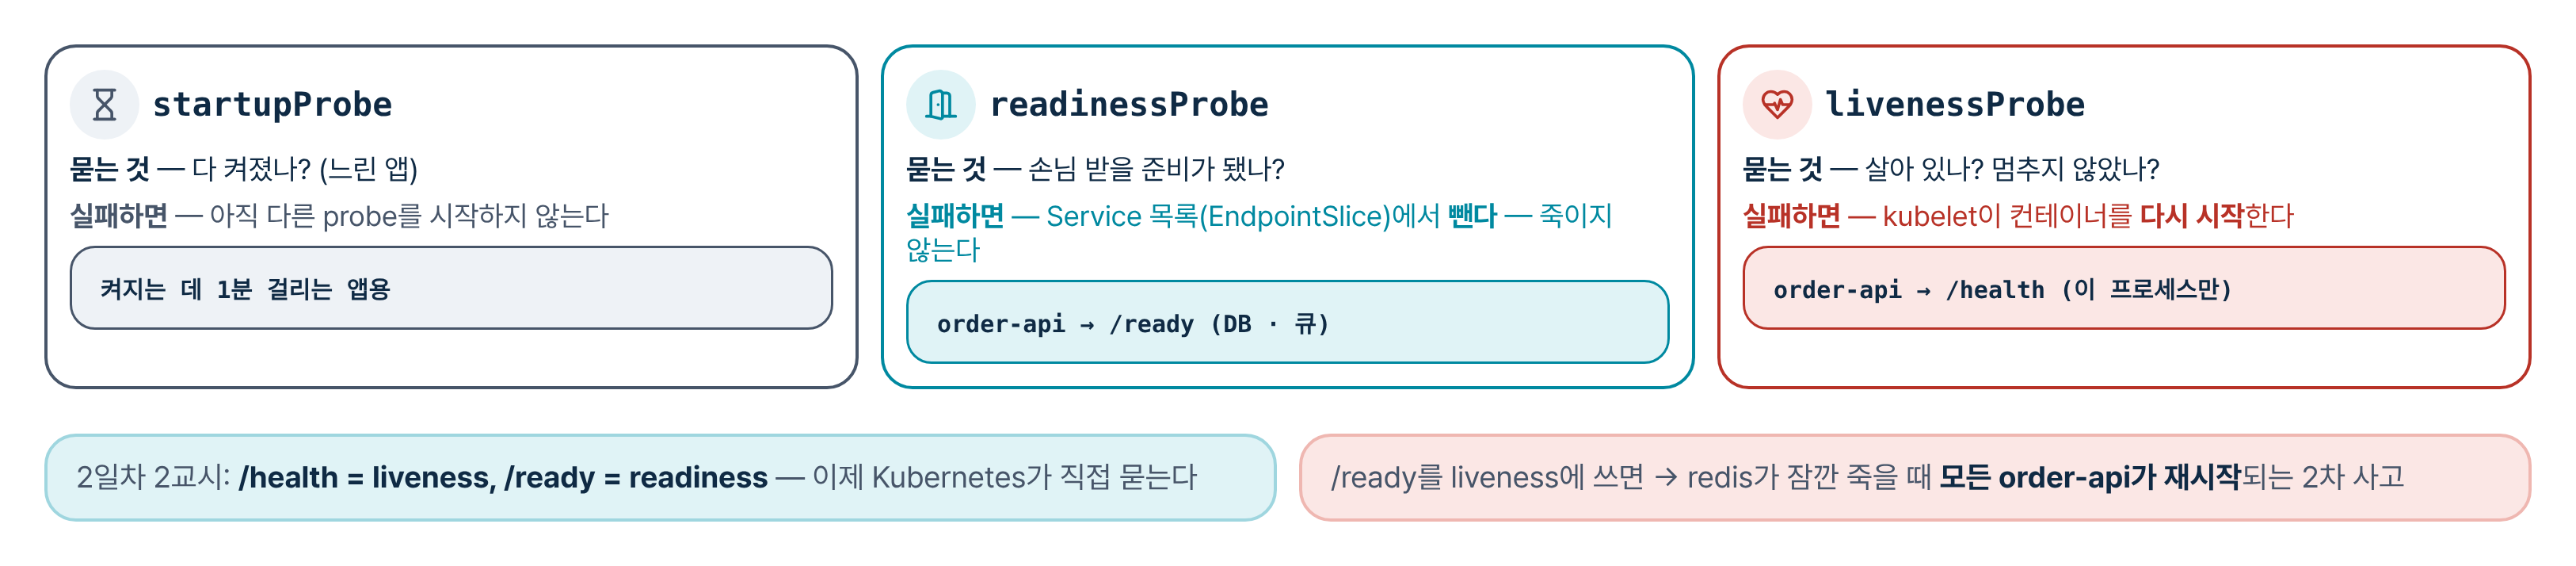 startupProbe
묻는 것 — 다 켜졌나? (느린 앱)
실패하면 — 아직 다른 probe를 시작하지 않는다
켜지는 데 1분 걸리는 앱용
readinessProbe
묻는 것 — 손님 받을 준비가 됐나?
실패하면 — Service 목록(EndpointSlice)에서 뺀다 — 죽이지
않는다
order-api → /ready (DB · 큐)
livenessProbe
묻는 것 — 살아 있나? 멈추지 않았나?
실패하면 — kubelet이 컨테이너를 다시 시작한다
order-api → /health (이 프로세스만)
2일차 2교시: /health = liveness, /ready = readiness — 이제 Kubernetes가 직접 묻는다
/ready를 liveness에 쓰면 → redis가 잠깐 죽을 때 모든 order-api가 재시작되는 2차 사고